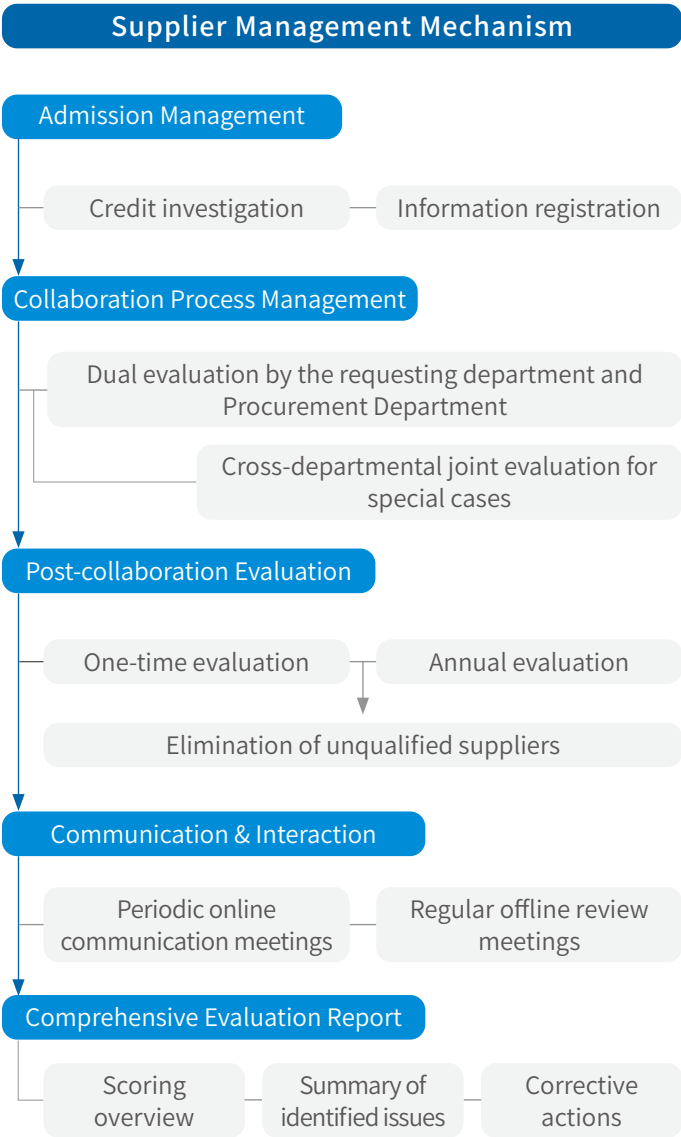 Supplier Management Mechanism
Admission Management
Credit investigation
Information registration
Collaboration Process Management
Dual evaluation by the requesting department and
Procurement Department
Cross-departmental joint evaluation for
special cases
Post-collaboration Evaluation
One-time evaluation
Annual evaluation
Elimination of unqualified suppliers
Communication & Interaction
Periodic online
communication meetings
Regular offline review
meetings
Comprehensive Evaluation Report
Scoring
overview
Summary of
identified issues
Corrective
actions